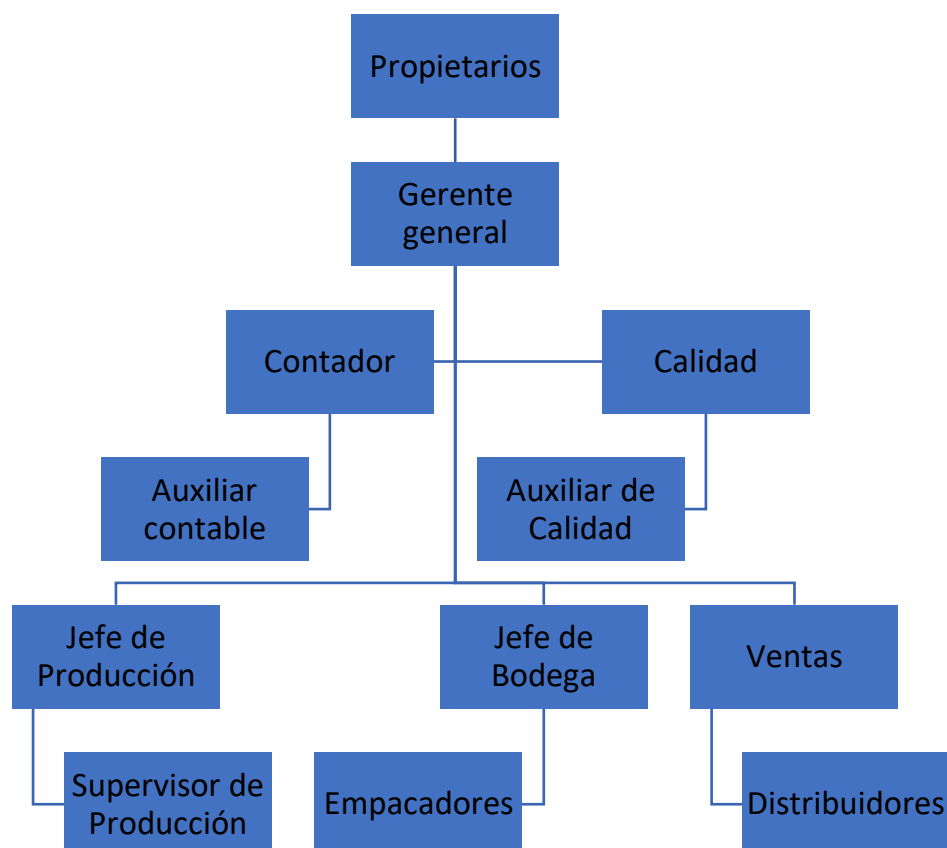 Propietarios
Gerente
general
Contador
Calidad
Auxiliar
contable
Auxiliar de
Calidad
Jefe de
Producción
Jefe de
Bodega
Ventas
Supervisor de
Producción
Empacadores
Distribuidores